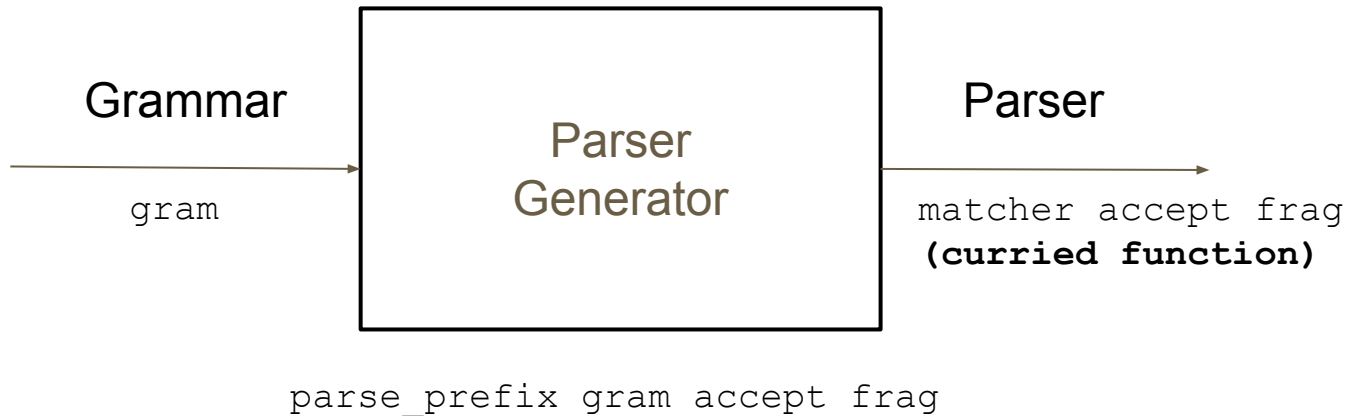 Grammar
gram
Parser
Generator
Parser
matcher accept frag
(curried function)
parse_prefix gram accept frag